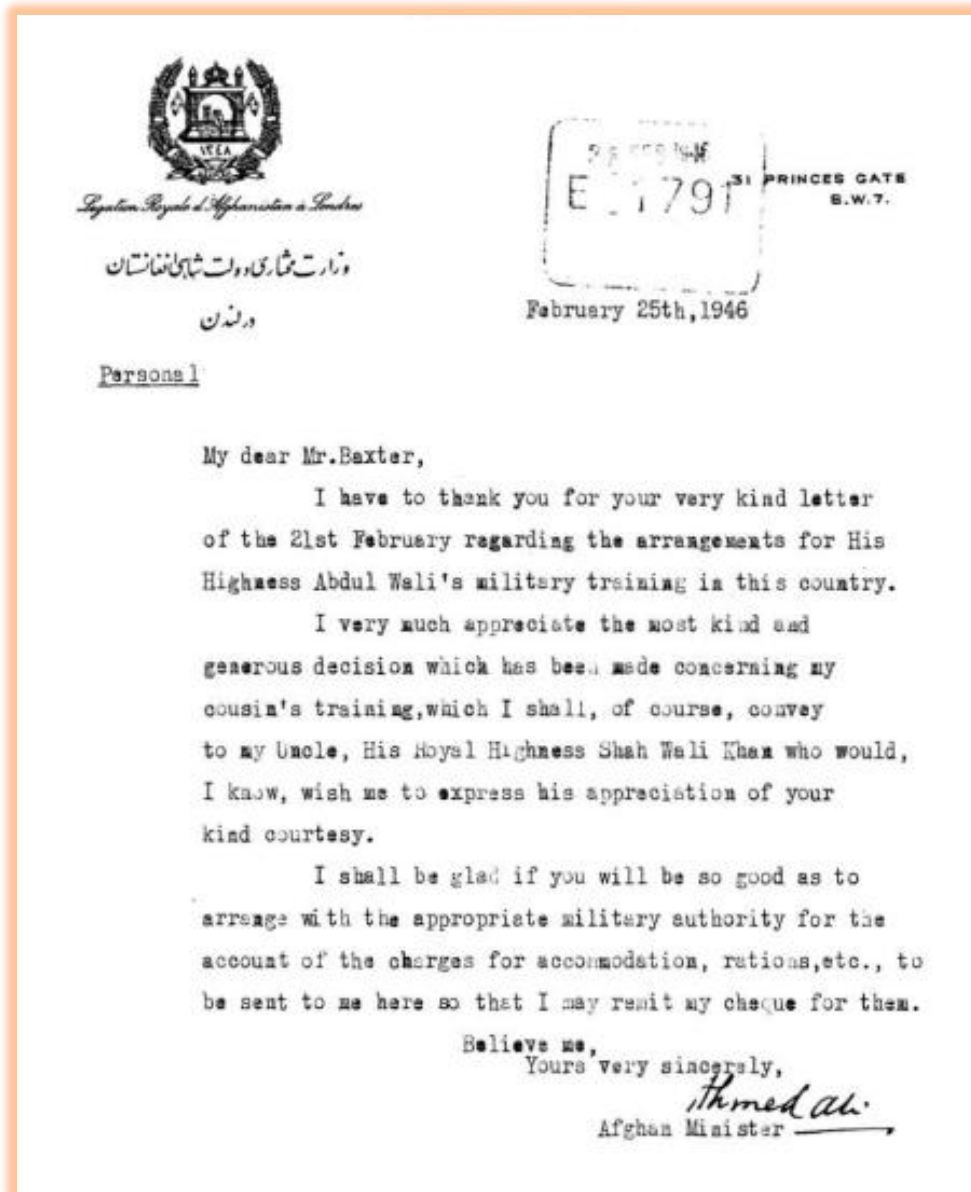 ١٣٤٨
Légation Royale d'Afghanistan à Londres
وزارت مختاری دولت شاهی افغانستان
در لندن
FEB 1946
E 1791
31 PRINCES GATE
S.W.7.
February 25th,1946
Personal
My dear Mr.Baxter,
I have to thank you for your very kind letter
of the 21st February regarding the arrangements for His
Highness Abdul Wali's military training in this country.
I very much appreciate the most kind and
generous decision which has been made concerning my
cousin's training,which I shall, of course, convey
to my Uncle, His Royal Highness Shah Wali Khan who would,
I know, wish me to express his appreciation of your
kind courtesy.
I shall be glad if you will be so good as to
arrange with the appropriate military authority for the
account of the charges for accommodation, rations,etc., to
be sent to me here so that I may remit my cheque for them.
Believe me,
Yours very sincerely,
Ahmed Ali.
Afghan Minister